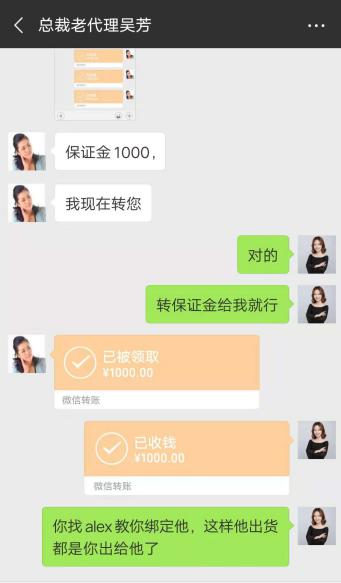 总裁老代理吴芳
保证金1000，
我现在转您
对的
转保证金给我就行
已被领取
¥1000.00
微信转账
已收钱
¥1000.00
微信转账
你找alex教你绑定他，这样他出货
都是你出给他了